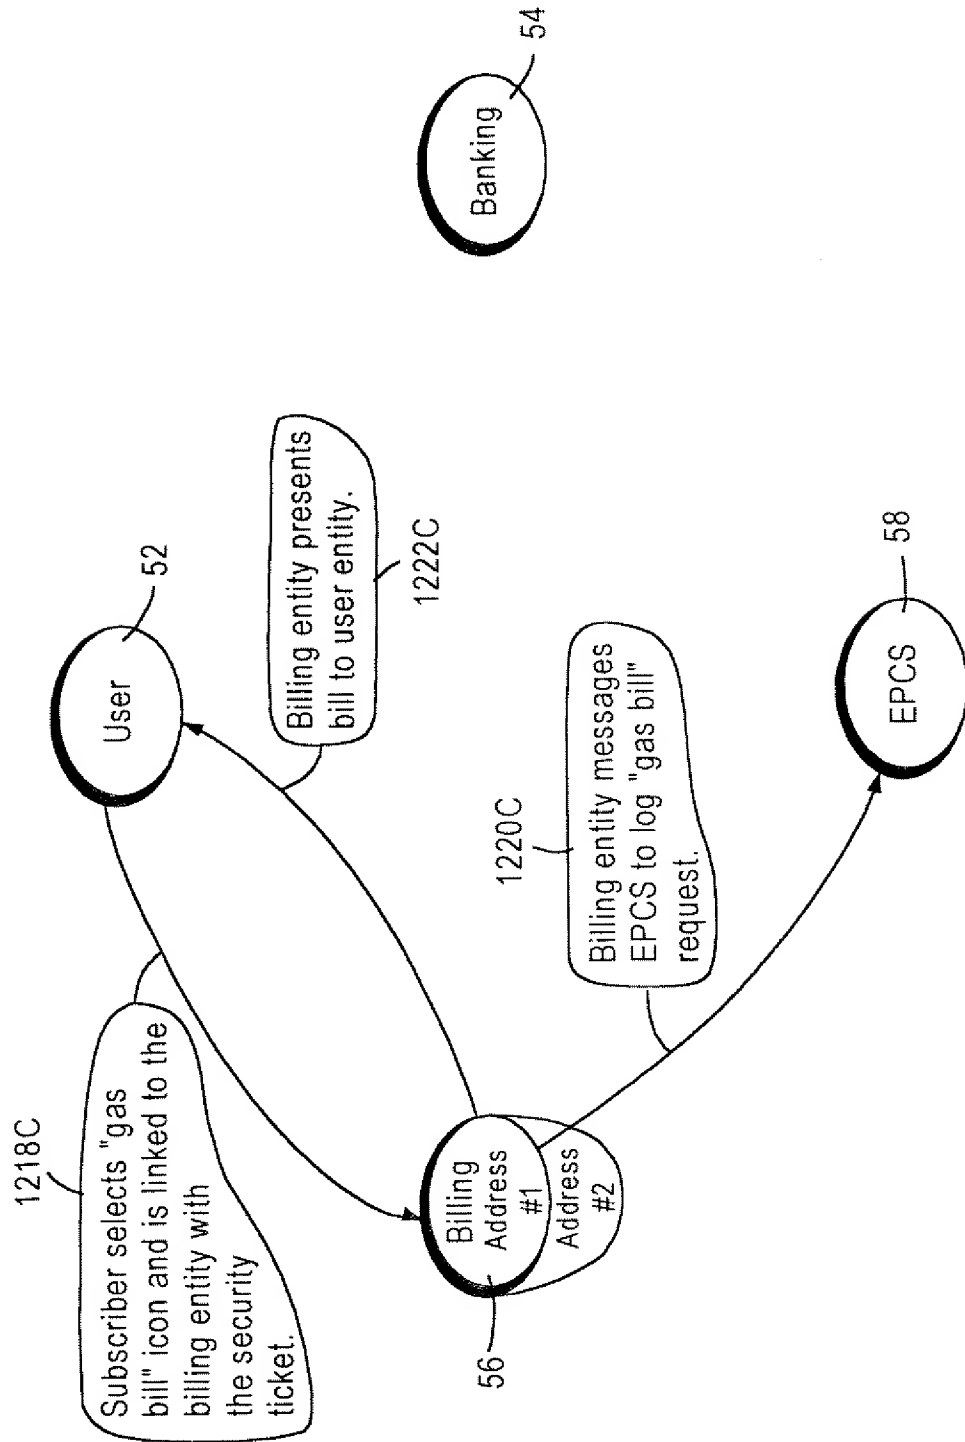 1218C
Subscriber selects "gas
bill" icon and is linked to the
billing entity with
the security
ticket.
User
52
Billing entity presents
bill to user entity.
1222C
Banking
54
Billing
Address
#1
Address
#2
56
1220C
Billing entity messages
EPCS to log "gas bill"
request.
EPCS
58